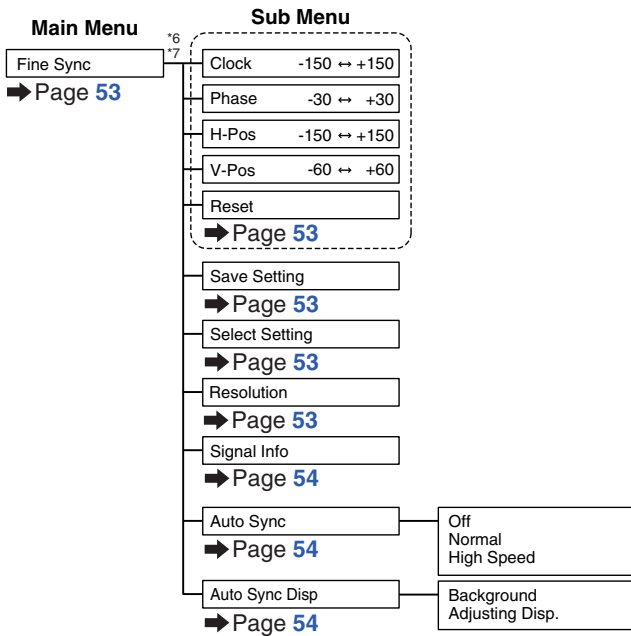 Main Menu
Sub Menu
*6
*7
Fine Sync
➡Page 53
Clock -150 ↔ +150
Phase -30 ↔ +30
H-Pos -150 ↔ +150
V-Pos -60 ↔ +60
Reset
➡Page 53
Save Setting
➡Page 53
Select Setting
➡Page 53
Resolution
➡Page 53
Signal Info
➡Page 54
Auto Sync
➡Page 54
Off
Normal
High Speed
Auto Sync Disp
➡Page 54
Background
Adjusting Disp.